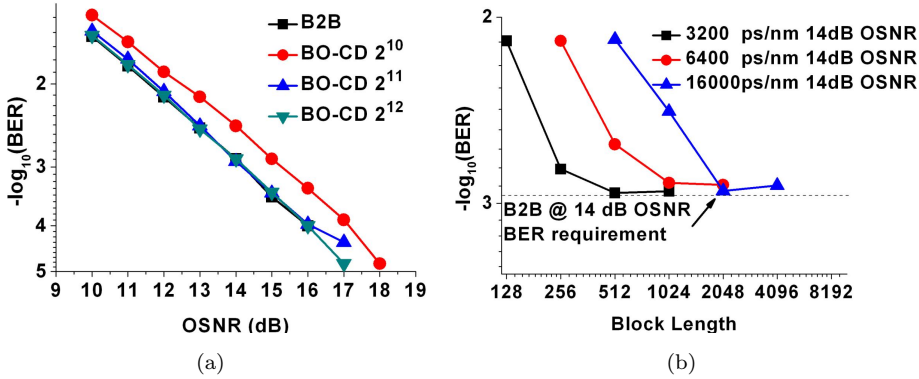 B2B
BO-CD 2^10
BO-CD 2^11
BO-CD 2^12
-log10(BER)
2
3
4
5
9 10 11 12 13 14 15 16 17 18 19
OSNR (dB)
(a)
3200 ps/nm 14dB OSNR
6400 ps/nm 14dB OSNR
16000ps/nm 14dB OSNR
-log10(BER)
2
3
B2B @ 14 dB OSNR
BER requirement
128 256 512 1024 2048 4096 8192
Block Length
(b)